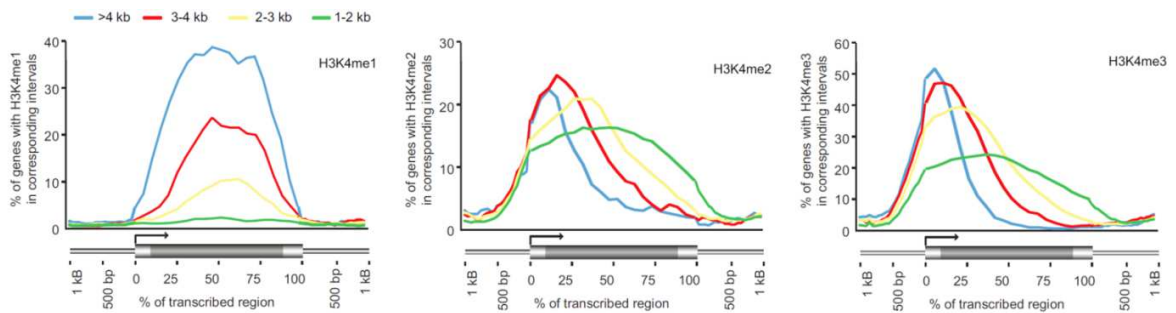 >4 kb 3-4 kb 2-3 kb 1-2 kb
% of genes with H3K4me1
in corresponding intervals
40
30
20
10
0
H3K4me1
1 kB
500 bp
0
25
50
75
100
500 bp
1 kB
% of transcribed region
% of genes with H3K4me2
in corresponding intervals
30
20
10
0
H3K4me2
1 kB
500 bp
0
25
50
75
100
500 bp
1 kB
% of transcribed region
% of genes with H3K4me3
in corresponding intervals
60
50
40
30
20
10
0
H3K4me3
1 kB
500 bp
0
25
50
75
100
500 bp
1 kB
% of transcribed region